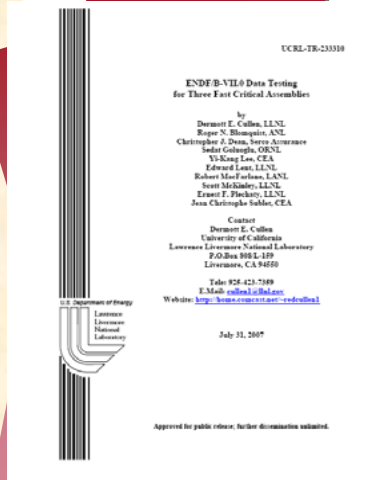 UCRL-TR-233310
ENDF/B-VII.0 Data Testing
for Three Fast Critical Assemblies
by
Dermott E. Cullen, LLNL
Roger N. Blomquist, ANL
Christopher J. Dean, Serco Assurance
Sedat Goluoglu, ORNL
Yi-Kang Lee, CEA
Edward Lent, LLNL
Robert MacFarlane, LANL
Scott McKinley, LLNL
Ernest F. Plechaty, LLNL
Jean Christophe Sublet, CEA
Contact
Dermott E. Cullen
University of California
Lawrence Livermore National Laboratory
P.O.Box 808/L-159
Livermore, CA 94550
Tele: 925-423-7359
E.Mail: cullen1@llnl.gov
Website: http://home.comcast.net/~redcullen1
U.S. Department of Energy
Lawrence
Livermore
National
Laboratory
July 31, 2007
Approved for public release; further dissemination unlimited.